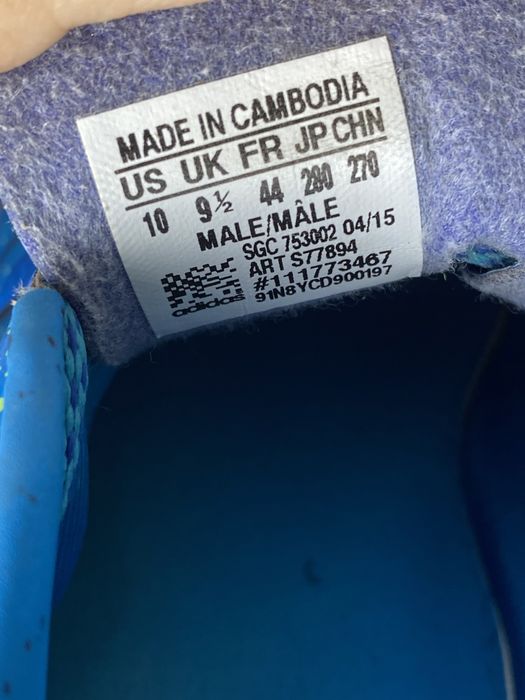 MADE IN CAMBODIA
US UK FR JP CHN
10 9½ 44 280 270
MALE/MÂLE
SGC 753002 04/15
ART S77894
#111773467
91N8YCD900197
adidas